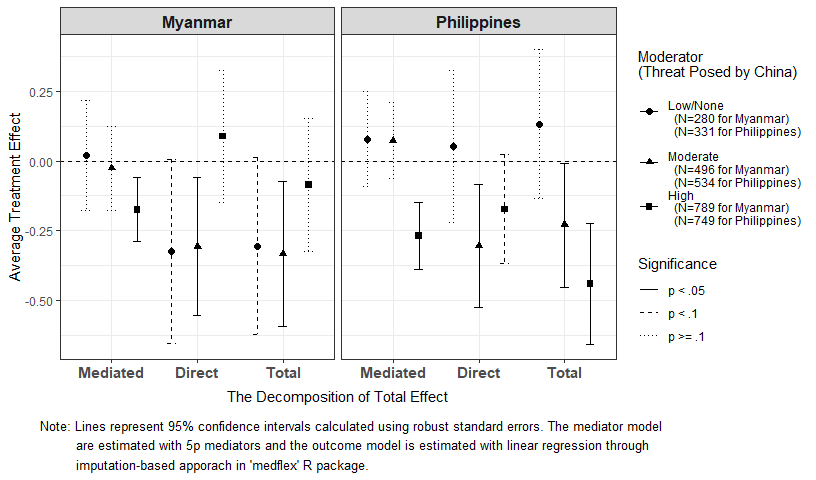 Myanmar
Philippines
Average Treatment Effect
0.25
0.00
-0.25
-0.50
Mediated
Direct
Total
Mediated
Direct
Total
The Decomposition of Total Effect
Moderator
(Threat Posed by China)
Low/None
(N=280 for Myanmar)
(N=331 for Philippines)
Moderate
(N=496 for Myanmar)
(N=534 for Philippines)
High
(N=789 for Myanmar)
(N=749 for Philippines)
Significance
p < .05
p < .1
p >= .1
Note: Lines represent 95% confidence intervals calculated using robust standard errors. The mediator model
are estimated with 5p mediators and the outcome model is estimated with linear regression through
imputation-based apporach in 'medflex' R package.